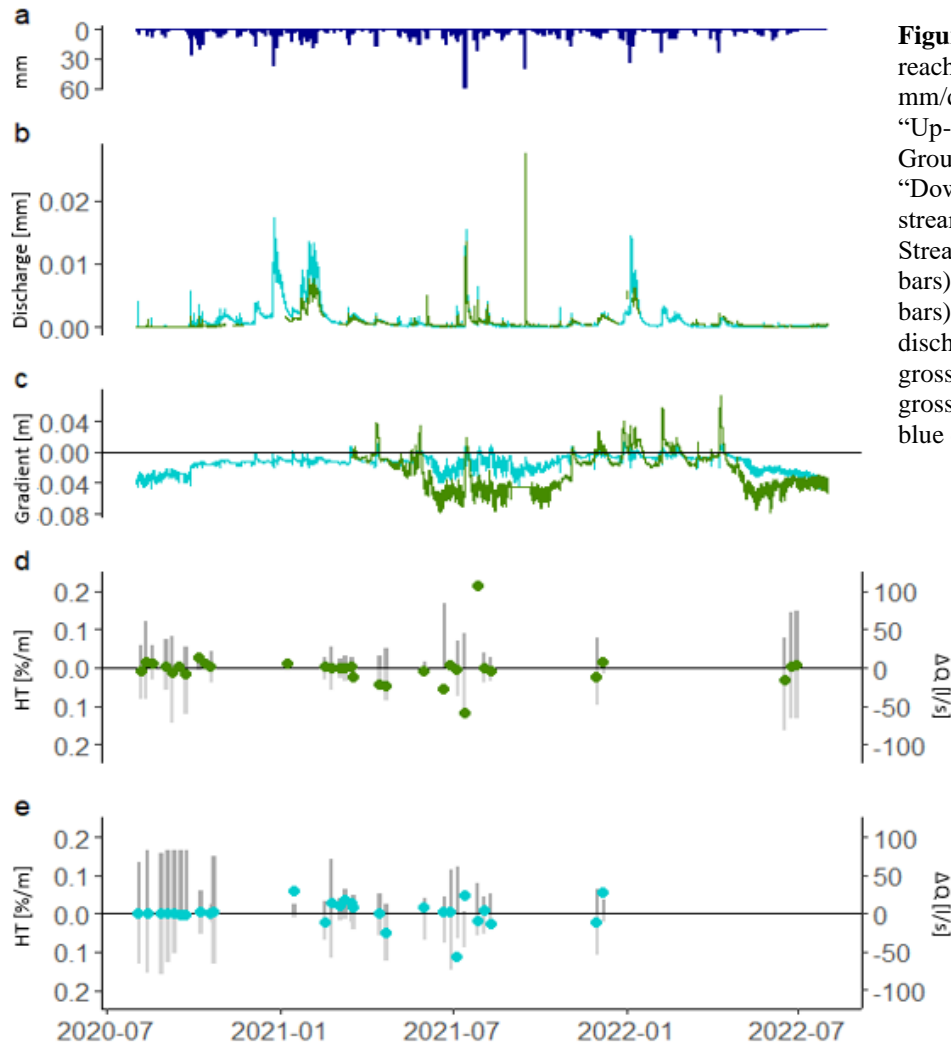 a
0
30
60
mm
b
0.02
0.01
0.00
Discharge [mm]
c
0.04
0.00
0.04
0.08
Gradient [m]
d
0.2
0.1
0.0
0.1
0.2
HT [%/m]
100
50
0
-50
-100
ΔQ [l/s]
e
0.2
0.1
0.0
0.1
0.2
HT [%/m]
100
50
0
-50
-100
ΔQ [l/s]
2020-07 2021-01 2021-07 2022-01 2022-07
Figu
reach
mm/
“Up-
Grou
“Dow
strear
Strea
bars)
bars)
disch
gross
gross
blue